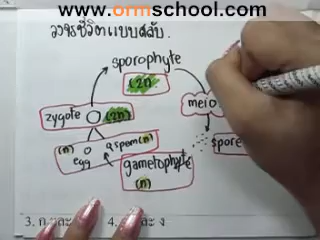 www.ormschool.com
วงชีวิตแบบสลับ.
sporophyte
(2n)
zygote (2n)
meio
spore
(n) egg
sperm (n)
gametophyte
(n)
3. ก และ
4. และ ง